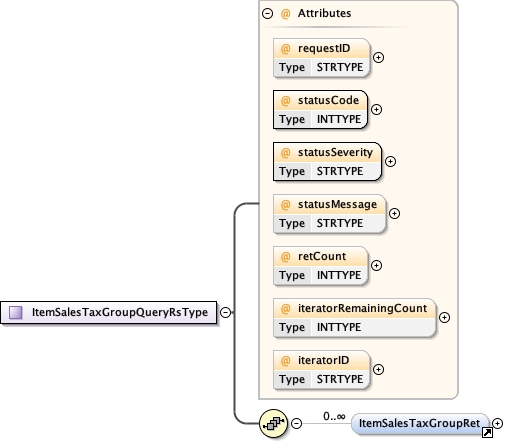 @ Attributes
@ requestID
Type STRTYPE
@ statusCode
Type INTTYPE
@ statusSeverity
Type STRTYPE
@ statusMessage
Type STRTYPE
@ retCount
Type INTTYPE
ItemSalesTaxGroupQueryRsType
@ iteratorRemainingCount
Type INTTYPE
@ iteratorID
Type STRTYPE
0..∞
ItemSalesTaxGroupRet